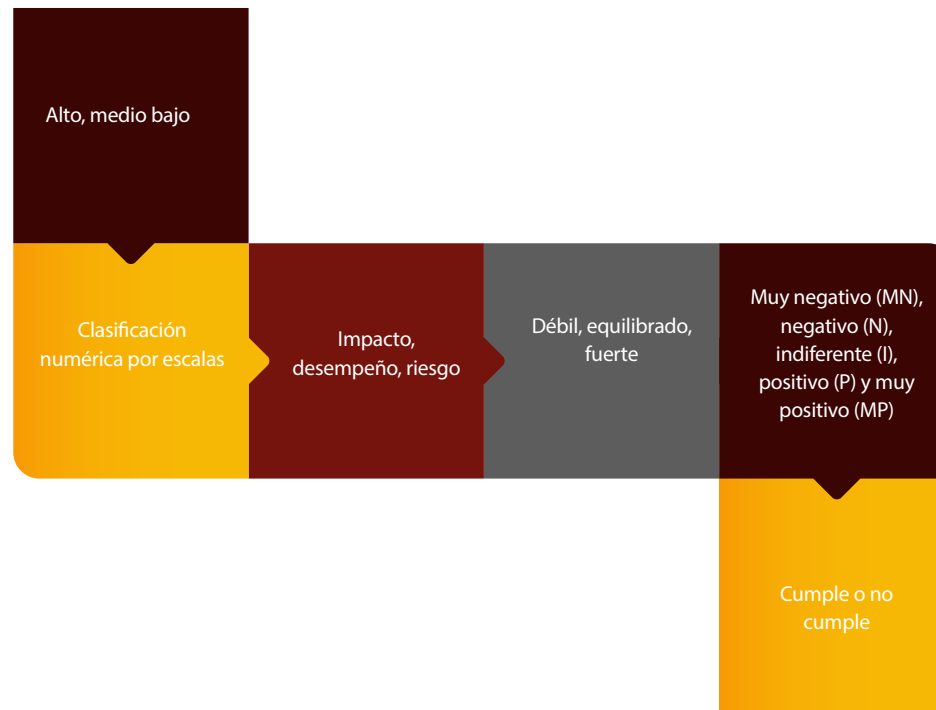 Alto, medio bajo
Clasificación
numérica por escalas
Impacto,
desempeño, riesgo
Débil, equilibrado,
fuerte
Muy negativo (MN),
negativo (N),
indiferente (I),
positivo (P) y muy
positivo (MP)
Cumple o no
cumple